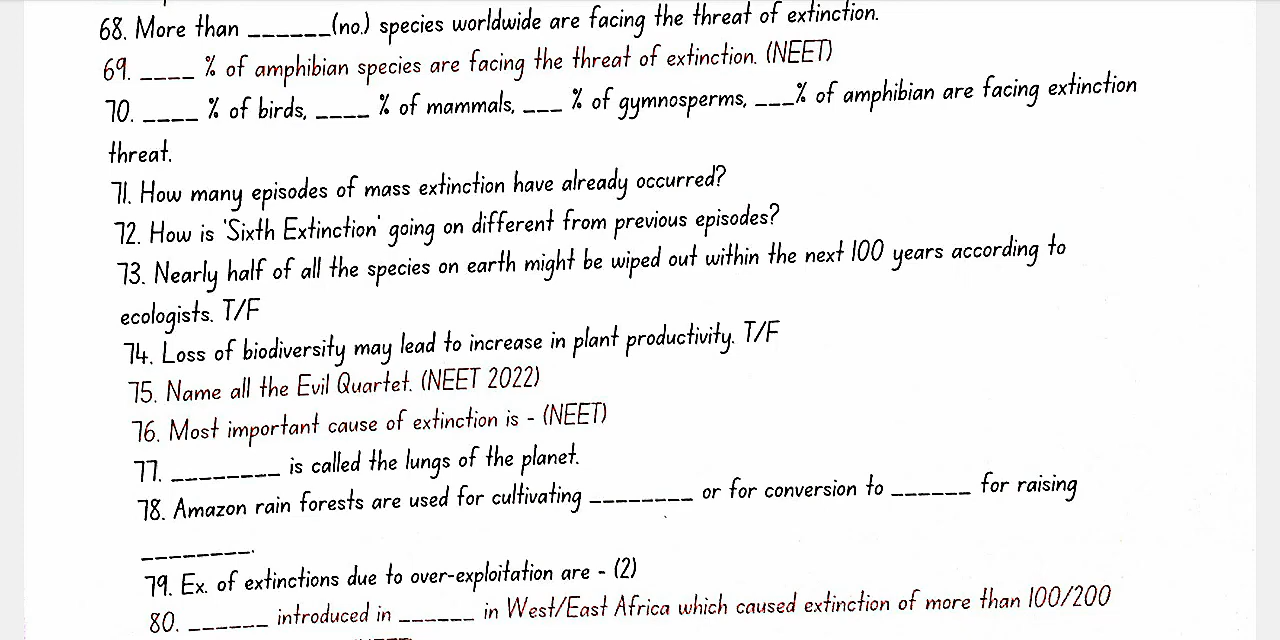 68. More than ______(no.) species worldwide are facing the threat of extinction.
69. ____ % of amphibian species are facing the threat of extinction. (NEET)
70. ____ % of birds, ____ % of mammals, ___ % of gymnosperms, ___% of amphibian are facing extinction
threat.
71. How many episodes of mass extinction have already occurred?
72. How is 'Sixth Extinction' going on different from previous episodes?
73. Nearly half of all the species on earth might be wiped out within the next 100 years according to
ecologists. T/F
74. Loss of biodiversity may lead to increase in plant productivity. T/F
75. Name all the Evil Quartet. (NEET 2022)
76. Most important cause of extinction is - (NEET)
77. ________ is called the lungs of the planet.
78. Amazon rain forests are used for cultivating ________ or for conversion to ______ for raising
________.
79. Ex. of extinctions due to over-exploitation are - (2)
80. ______ introduced in ______ in West/East Africa which caused extinction of more than 100/200